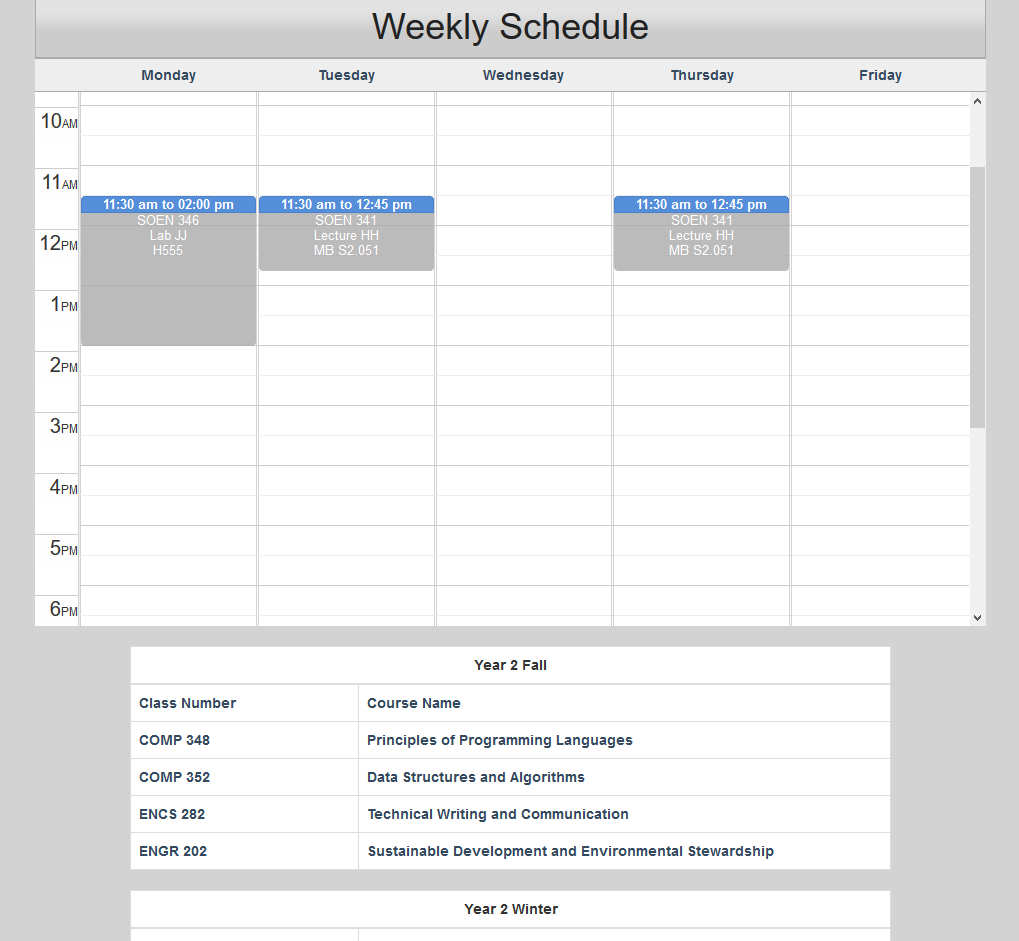 Weekly Schedule
Monday Tuesday Wednesday Thursday Friday
10AM
11AM
11:30 am to 02:00 pm 11:30 am to 12:45 pm 11:30 am to 12:45 pm
SOEN 346 SOEN 341 SOEN 341
Lab JJ Lecture HH Lecture HH
12PM
H555 MB S2.051 MB S2.051
1PM
2PM
3PM
4PM
5PM
6PM
Year 2 Fall
Class Number Course Name
COMP 348 Principles of Programming Languages
COMP 352 Data Structures and Algorithms
ENCS 282 Technical Writing and Communication
ENGR 202 Sustainable Development and Environmental Stewardship
Year 2 Winter